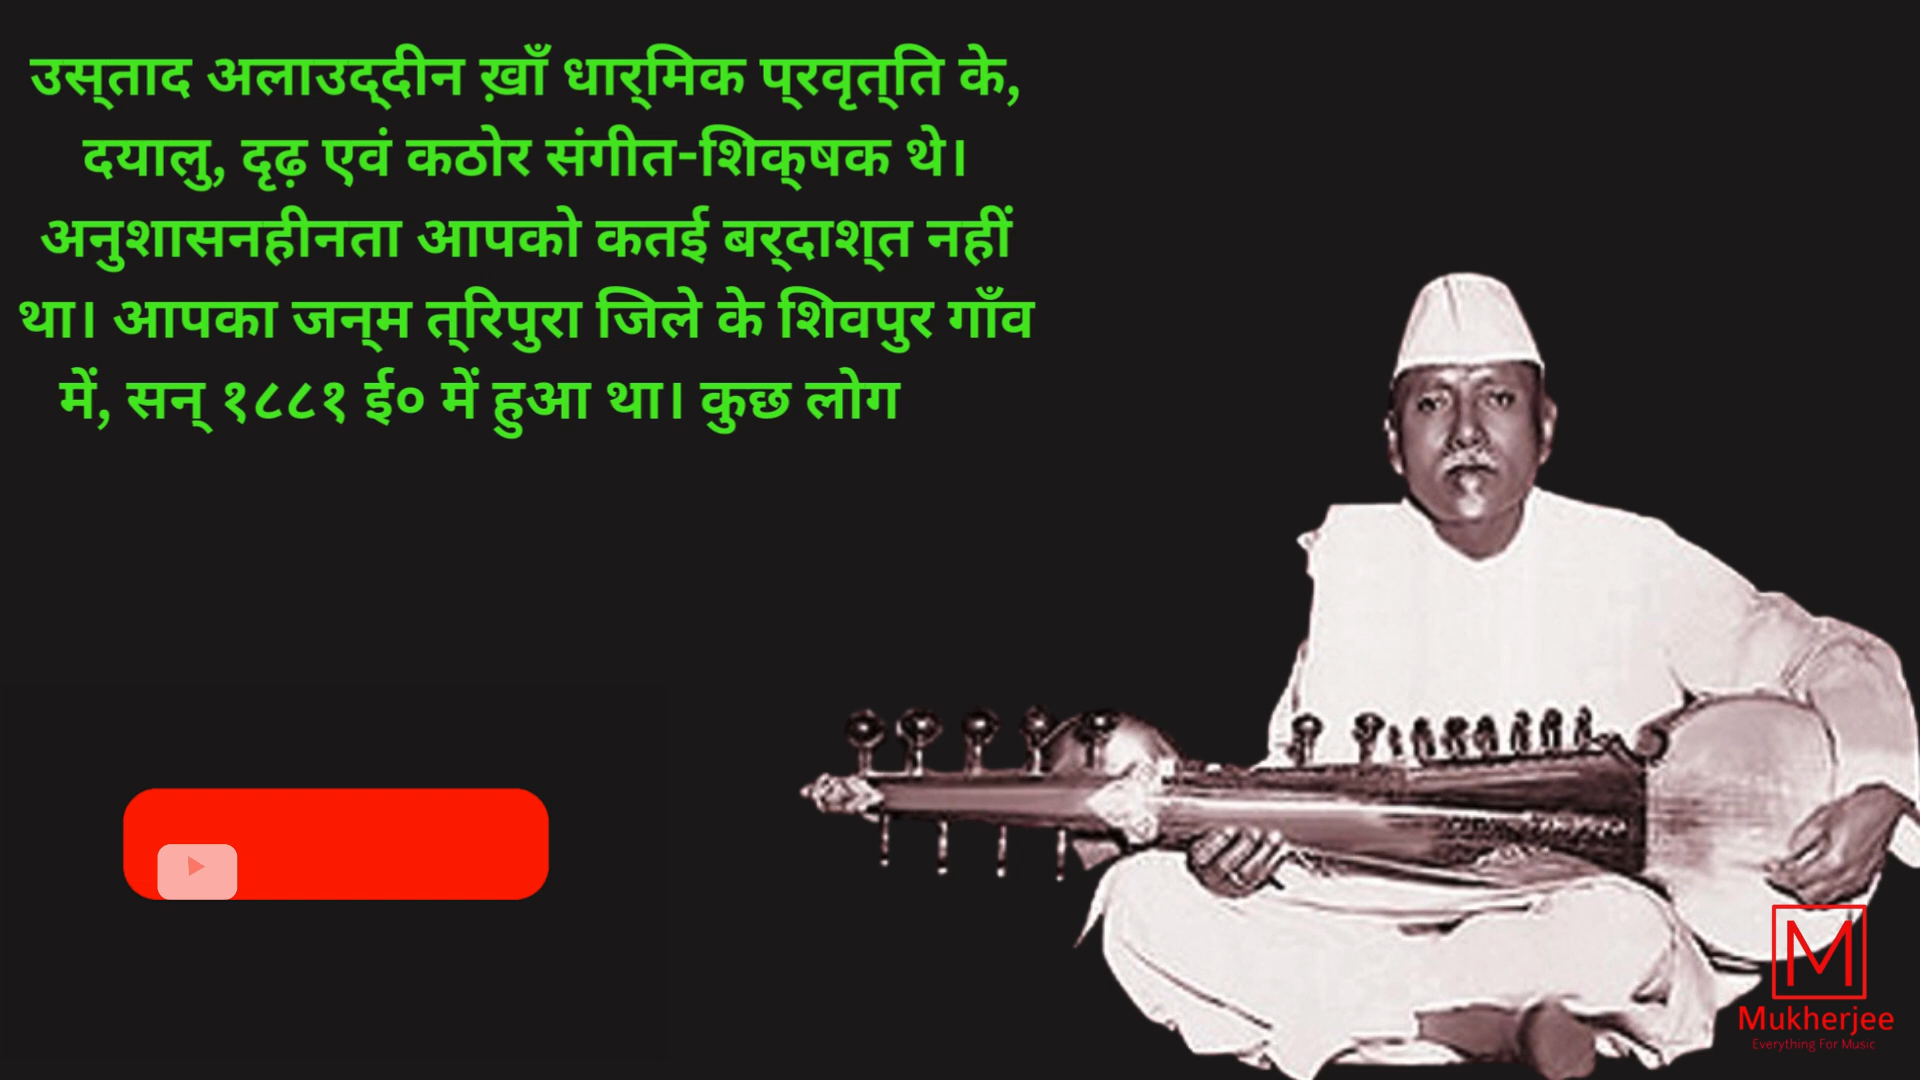 उस्ताद अलाउद्दीन ख़ाँ धार्मिक प्रवृत्ति के,
दयालु, दृढ़ एवं कठोर संगीत-शिक्षक थे।
अनुशासनहीनता आपको कतई बर्दाश्त नहीं
था। आपका जन्म त्रिपुरा जिले के शिवपुर गाँव
में, सन् १८८१ ई० में हुआ था। कुछ लोग
M
Mukherjee
Everything For Music